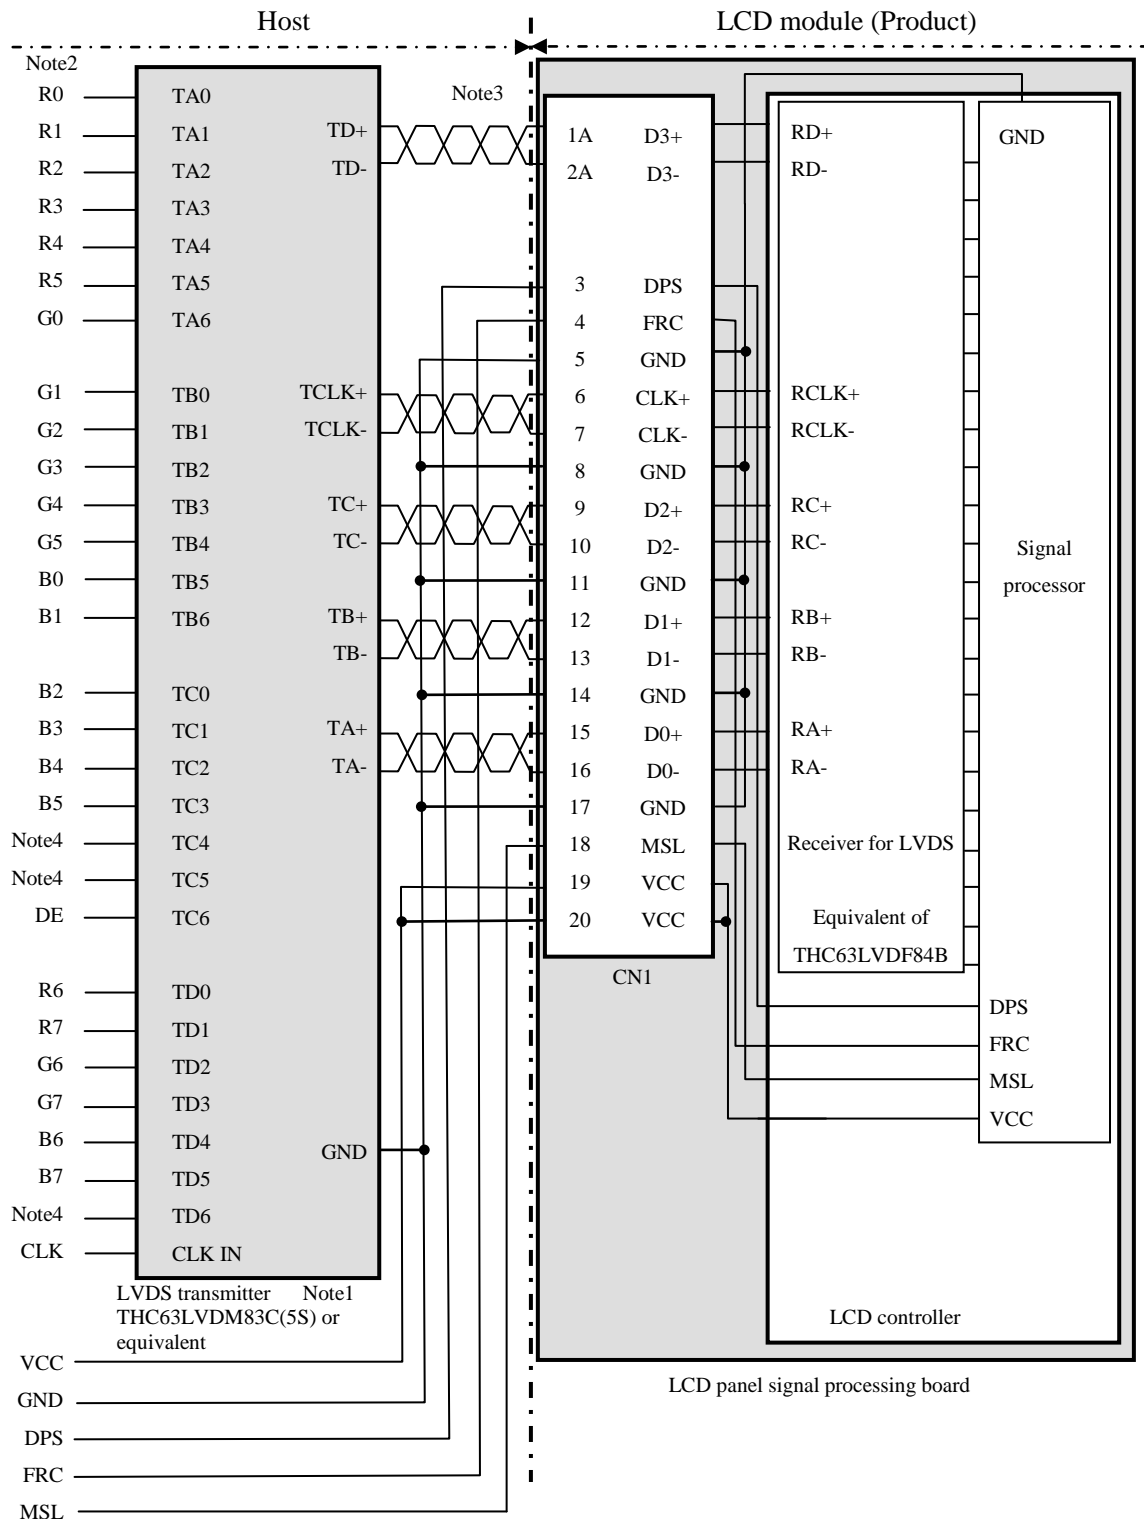 Host
LCD module (Product)
Note2
Note3
R0 TA0
R1 TA1 TD+ 1A D3+ RD+ GND
R2 TA2 TD- 2A D3- RD-
R3 TA3
R4 TA4
R5 TA5 3 DPS
G0 TA6 4 FRC
5 GND
G1 TB0 TCLK+ 6 CLK+ RCLK+
G2 TB1 TCLK- 7 CLK- RCLK-
G3 TB2 8 GND
G4 TB3 TC+ 9 D2+ RC+
G5 TB4 TC- 10 D2- RC-
Signal
B0 TB5 11 GND
processor
B1 TB6 TB+ 12 D1+ RB+
TB- 13 D1- RB-
B2 TC0 14 GND
B3 TC1 TA+ 15 D0+ RA+
B4 TC2 TA- 16 D0- RA-
B5 TC3 17 GND
Note4 TC4 18 MSL Receiver for LVDS
Note4 TC5 19 VCC
DE TC6 20 VCC Equivalent of
THC63LVDF84B
CN1
R6 TD0
DPS
R7 TD1
FRC
G6 TD2
MSL
G7 TD3
VCC
B6 TD4 GND
B7 TD5
Note4 TD6
CLK CLK IN
LVDS transmitter Note1
THC63LVDM83C(5S) or
equivalent
LCD controller
VCC
LCD panel signal processing board
GND
DPS
FRC
MSL